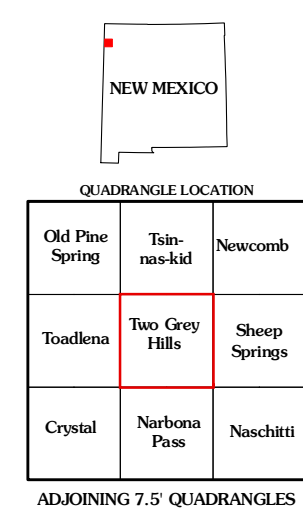 NEW MEXICO
QUADRANGLE LOCATION
Old Pine
Spring
Tsin-
nas-kid
Newcomb
Toadlena
Two Grey
Hills
Sheep
Springs
Crystal
Narbona
Pass
Naschitti
ADJOINING 7.5' QUADRANGLES